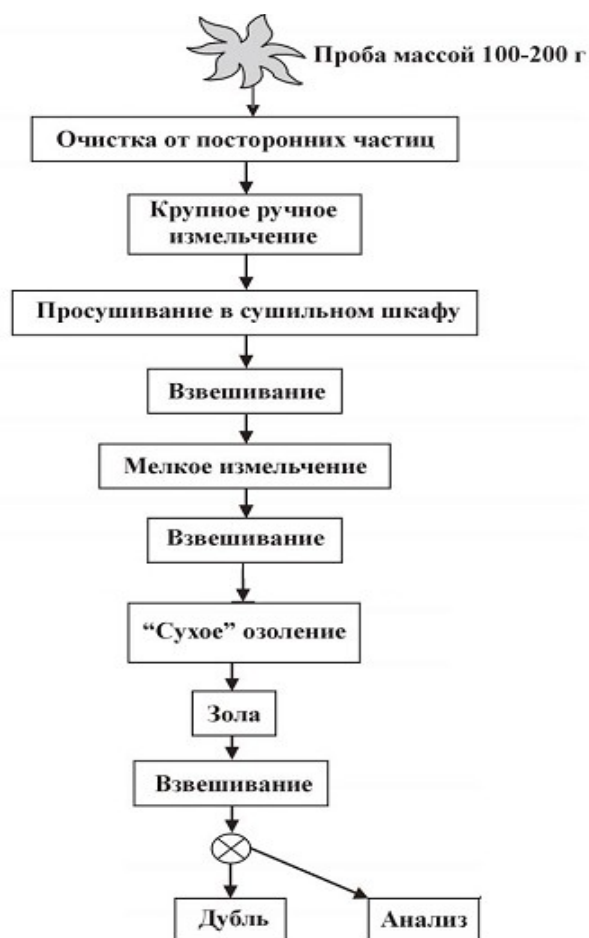 Проба массой 100-200 г
Очистка от посторонних частиц
Крупное ручное
измельчение
Просушивание в сушильном шкафу
Взвешивание
Мелкое измельчение
Взвешивание
“Сухое” озоление
Зола
Взвешивание
Дубль
Анализ